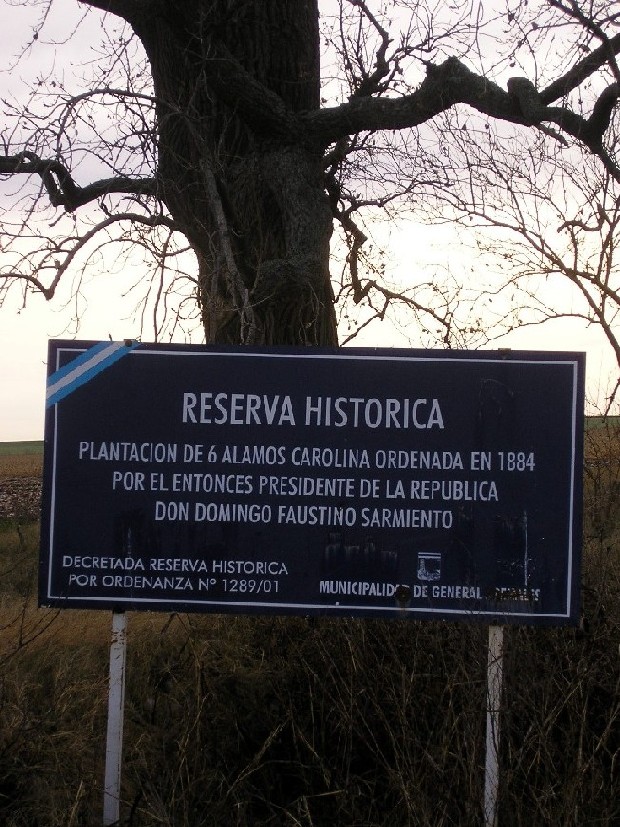 RESERVA HISTORICA
PLANTACION DE 6 ALAMOS CAROLINA ORDENADA EN 1884
POR EL ENTONCES PRESIDENTE DE LA REPUBLICA
DON DOMINGO FAUSTINO SARMIENTO
DECRETADA RESERVA HISTORICA
POR ORDENANZA Nº 1289/01
MUNICIPALIDAD DE GENERAL